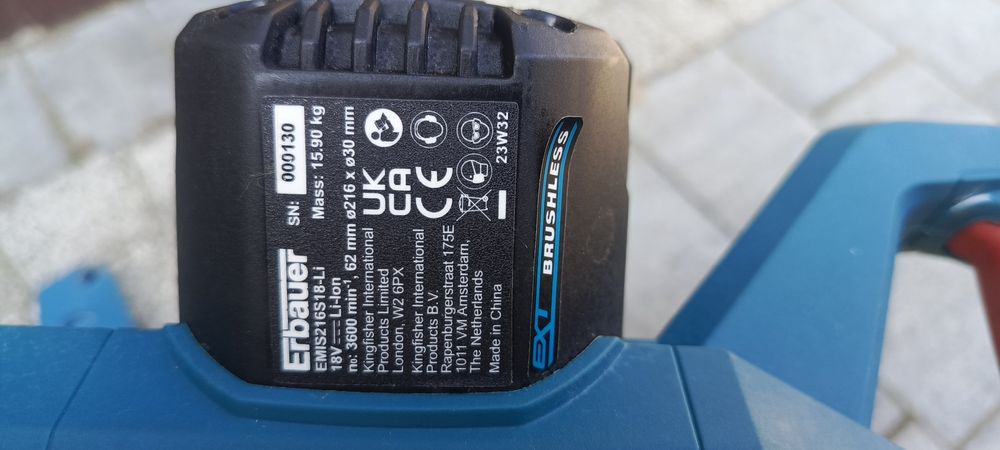 Erbauer
SN: 000130
EMIS216S18-Li
18V Li-Ion
Mass: 15.90 kg
n₀: 3600 min⁻¹, 62 mm ø216 x ø30 mm
Kingfisher International
Products Limited
London, W2 6PX
UK
CA
Kingfisher International
Products B.V.
Rapenburgerstraat 175E
1011 VM Amsterdam,
The Netherlands
Made in China
CE
23W32
EXT BRUSHLESS